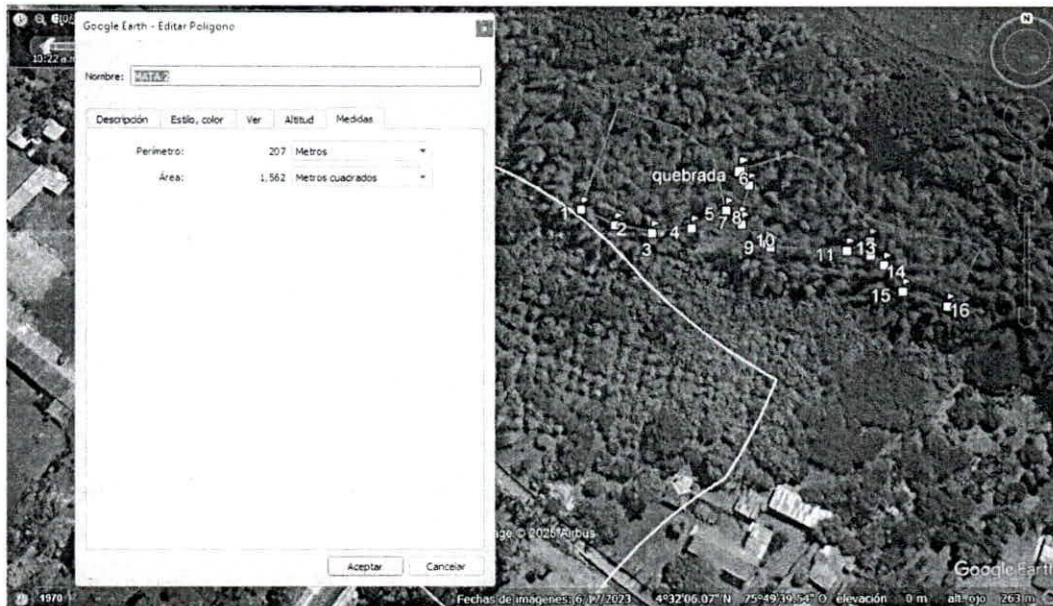 Google Earth - Editar Polígono
10:22 a.m
Nombre: MATA 2
Descripción Estilo, color Ver Altitud Medidas
Perímetro: 207 Metros
Área: 1,562 Metros cuadrados
Aceptar Cancelar
N
quebrada 6
1 2 3 4 5 7 8
9 10 11 13
14
15 16
© 2025 Airbus
Google Earth
1970 Fechas de imágenes: 6/17/2023 4°32'06.07" N 75°49'39.54" O elevación 0 m alt. ojo 263 m